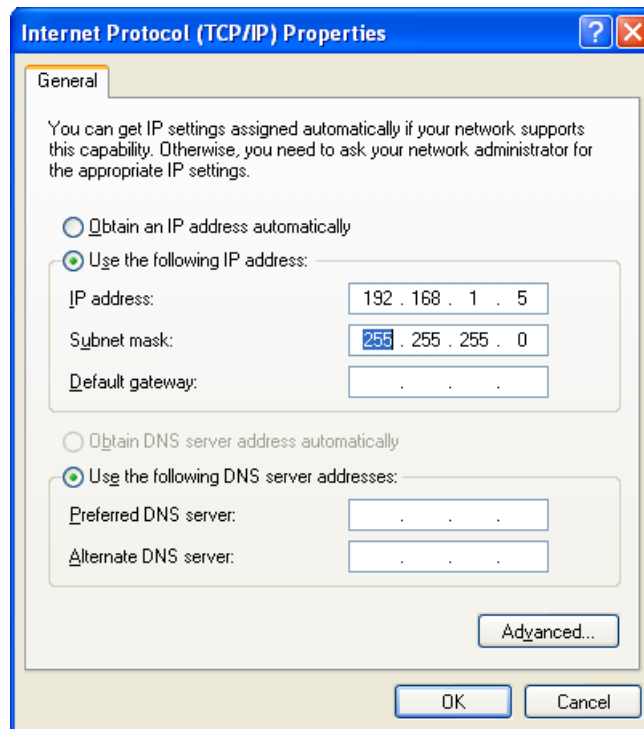 Internet Protocol (TCP/IP) Properties
General
You can get IP settings assigned automatically if your network supports
this capability. Otherwise, you need to ask your network administrator for
the appropriate IP settings.
Obtain an IP address automatically
Use the following IP address:
IP address: 192 . 168 . 1 . 5
Subnet mask: 255 . 255 . 255 . 0
Default gateway: . . .
Obtain DNS server address automatically
Use the following DNS server addresses:
Preferred DNS server: . . .
Alternate DNS server: . . .
Advanced...
OK Cancel